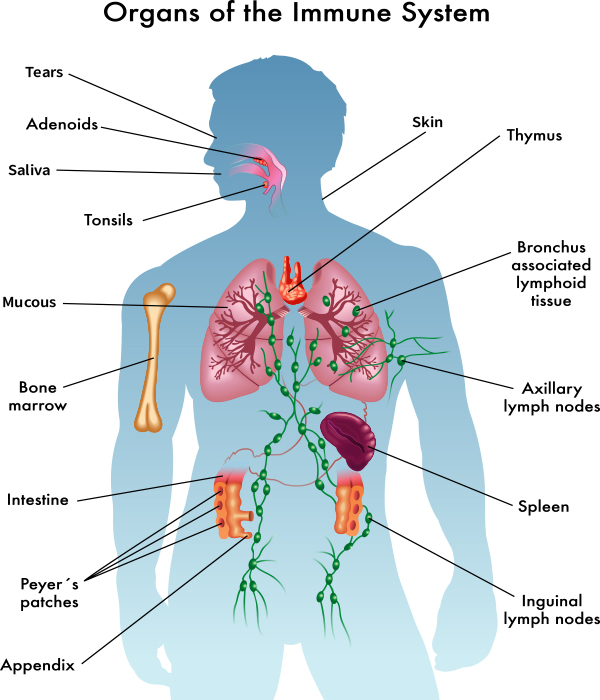 Organs of the Immune System
Tears
Adenoids
Saliva
Tonsils
Skin
Thymus
Bronchus
associated
lymphoid
tissue
Mucous
Bone
marrow
Axillary
lymph nodes
Intestine
Spleen
Peyer´s
patches
Inguinal
lymph nodes
Appendix